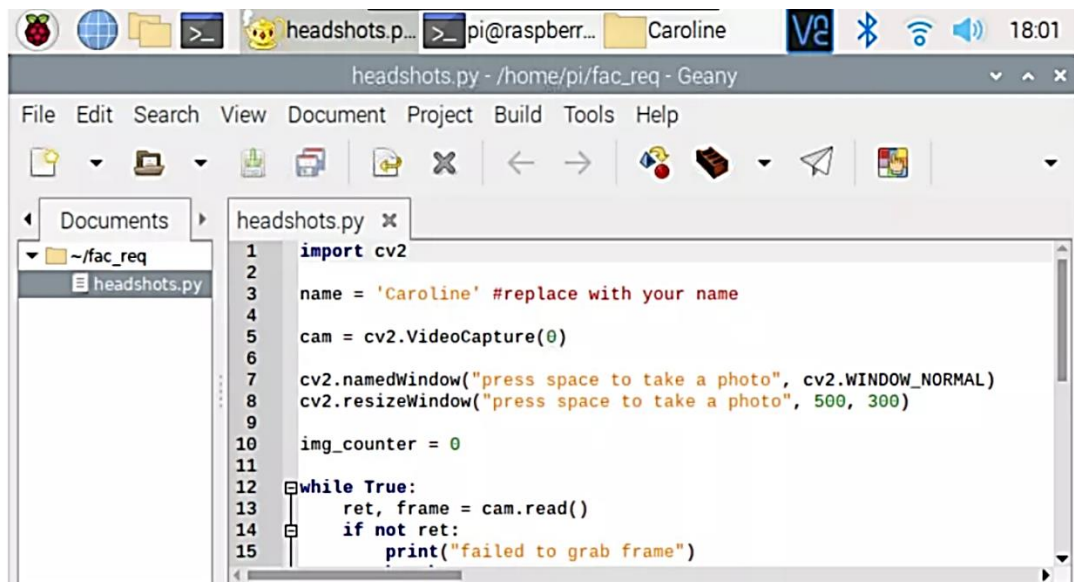 headshots.p... pi@raspberr... Caroline VNC 18:01
headshots.py - /home/pi/fac_req - Geany
File Edit Search View Document Project Build Tools Help
Documents headshots.py
~/fac_req
headshots.py
1 import cv2
2
3 name = 'Caroline' #replace with your name
4
5 cam = cv2.VideoCapture(0)
6
7 cv2.namedWindow("press space to take a photo", cv2.WINDOW_NORMAL)
8 cv2.resizeWindow("press space to take a photo", 500, 300)
9
10 img_counter = 0
11
12 while True:
13 ret, frame = cam.read()
14 if not ret:
15 print("failed to grab frame")